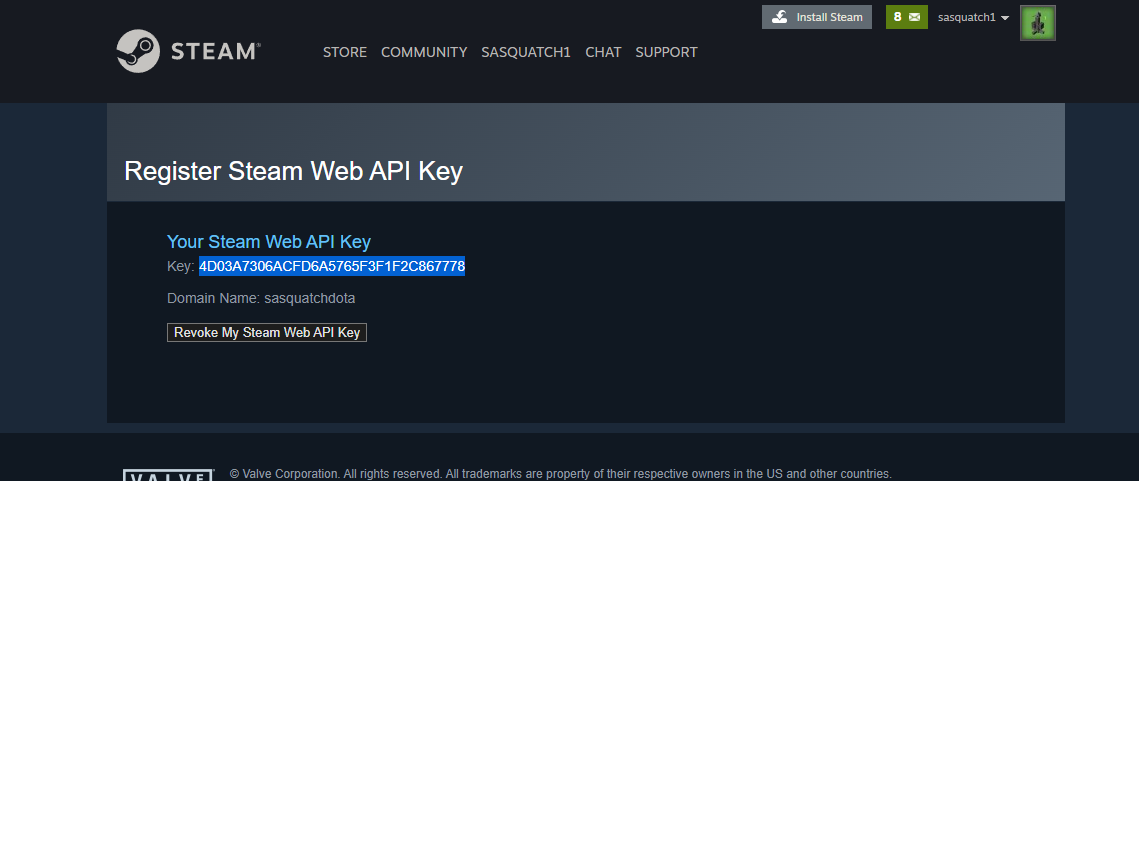 Install Steam
8
sasquatch1
STEAM®
STORE COMMUNITY SASQUATCH1 CHAT SUPPORT
Register Steam Web API Key
Your Steam Web API Key
Key: 4D03A7306ACFD6A5765F3F1F2C867778
Domain Name: sasquatchdota
Revoke My Steam Web API Key
VALVE
© Valve Corporation. All rights reserved. All trademarks are property of their respective owners in the US and other countries.